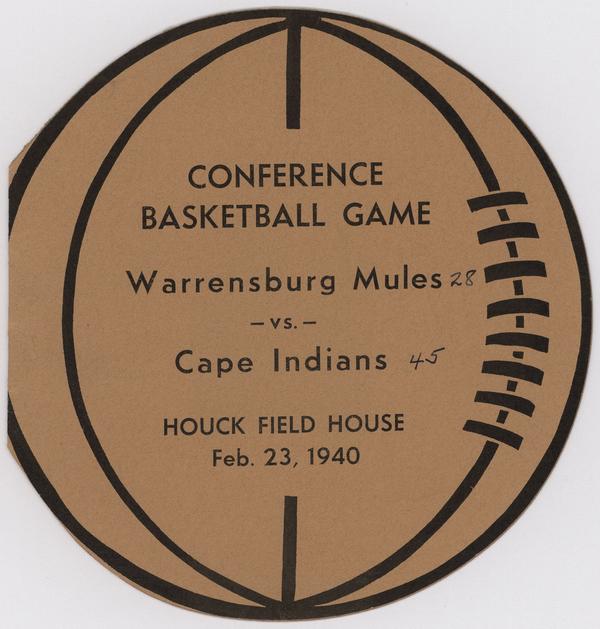 CONFERENCE
BASKETBALL GAME
Warrensburg Mules 28
– vs. –
Cape Indians 45
HOUCK FIELD HOUSE
Feb. 23, 1940